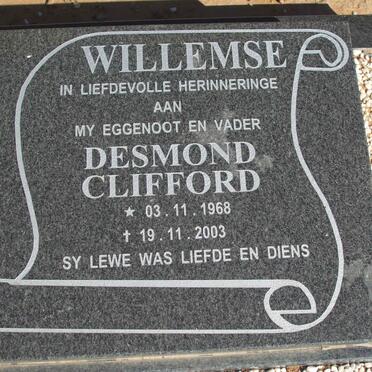 WILLEMSE
IN LIEFDEVOLLE HERINNERINGE
AAN
MY EGGENOOT EN VADER
DESMOND
CLIFFORD
★ 03.11.1968
✝ 19.11.2003
SY LEWE WAS LIEFDE EN DIENS